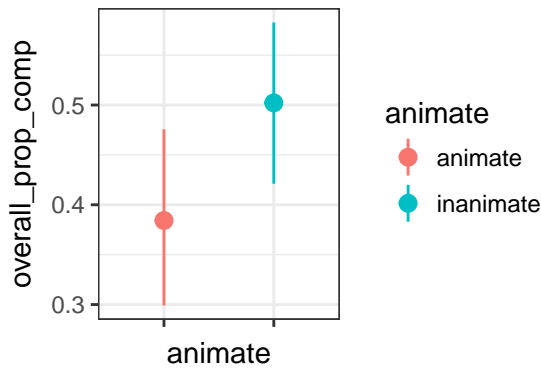 overall_prop_comp
0.5
0.4
0.3
animate
animate
animate
inanimate